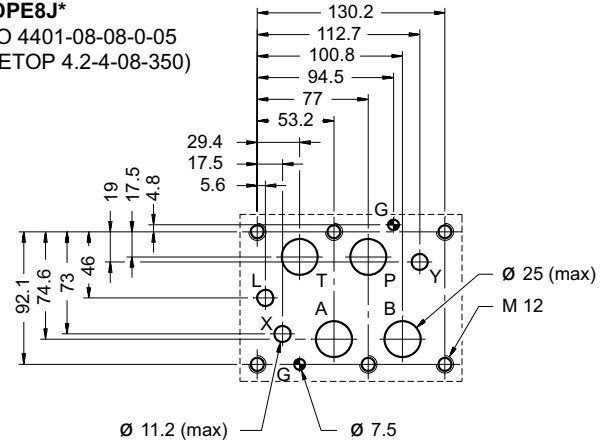 OPE8J*
O 4401-08-08-0-05
ETOP 4.2-4-08-350)
130.2
112.7
100.8
94.5
77
53.2
29.4
17.5
5.6
19
17.5
4.8
92.1
74.6
73
46
G
T
P
Y
L
X
A
B
G
Ø 25 (max)
M 12
Ø 11.2 (max)
Ø 7.5